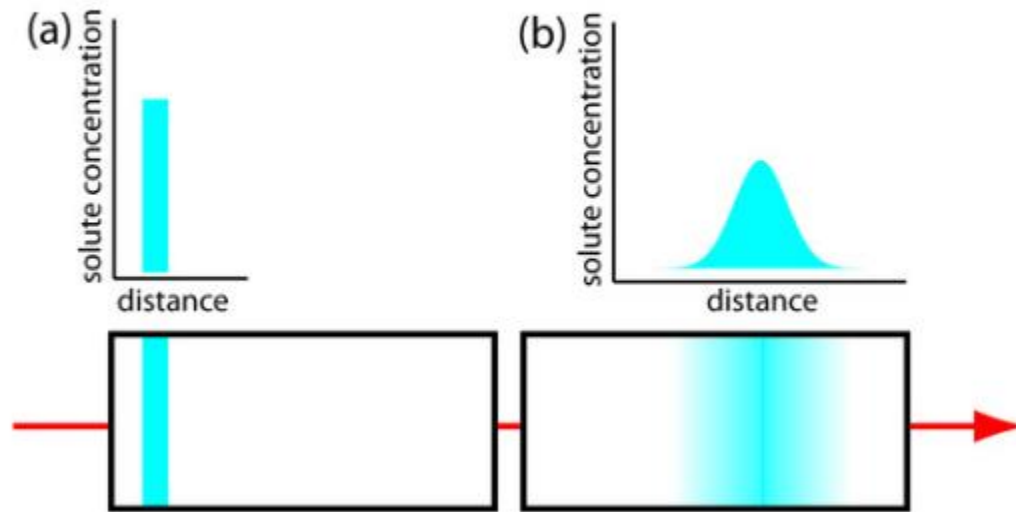 (a)
solute concentration
distance
(b)
solute concentration
distance